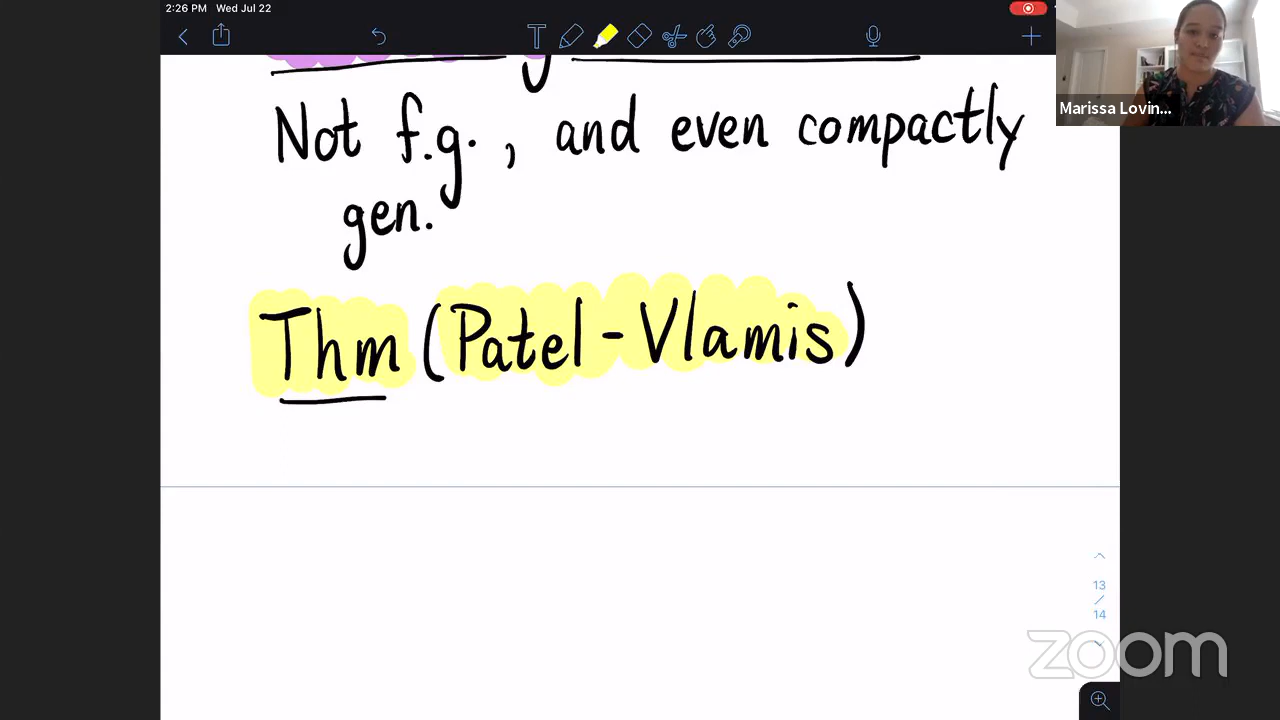 2:26 PM Wed Jul 22
Marissa Lovin...
Not f.g., and even compactly
gen.
Thm (Patel-Vlamis)
13
/
14
zoom